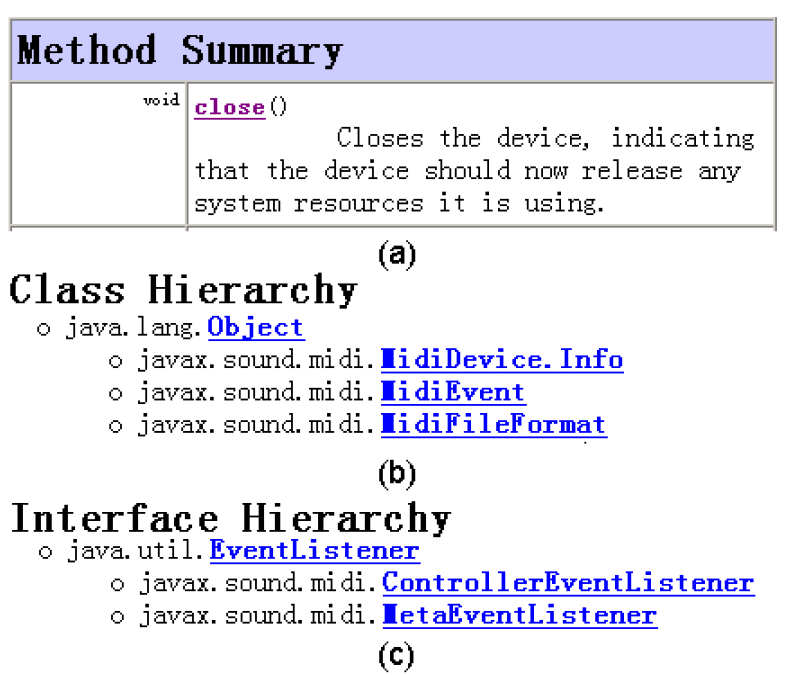 Method Summary
void close()
Closes the device, indicating
that the device should now release any
system resources it is using.
(a)
Class Hierarchy
o java.lang.Object
o javax.sound.midi.MidiDevice.Info
o javax.sound.midi.MidiEvent
o javax.sound.midi.MidiFileFormat
(b)
Interface Hierarchy
o java.util.EventListener
o javax.sound.midi.ControllerEventListener
o javax.sound.midi.MetaEventListener
(c)